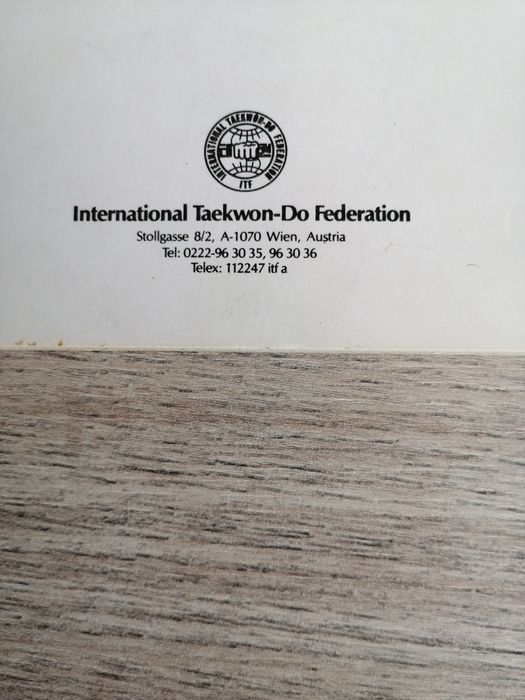 INTERNATIONAL TAEKWON-DO FEDERATION
ITF
International Taekwon-Do Federation
Stollgasse 8/2, A-1070 Wien, Austria
Tel: 0222-96 30 35, 96 30 36
Telex: 112247 itf a